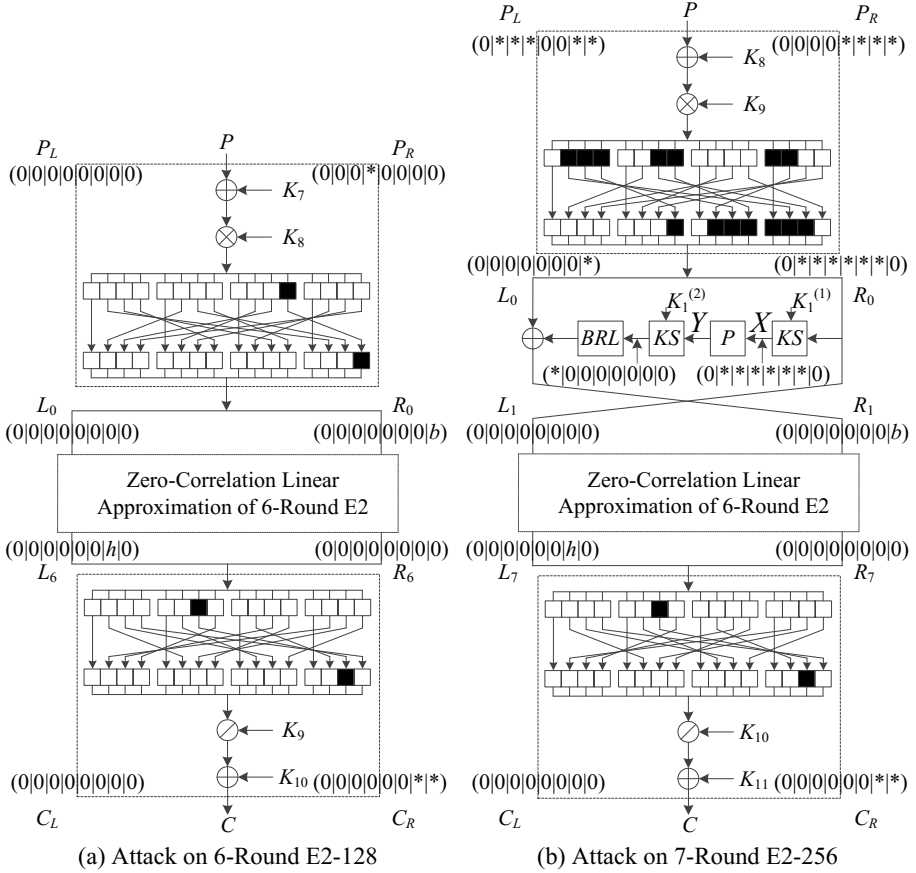 P_L P P_R
(0|*|*|*|0|0|*|*) (0|0|0|0|*|*|*|*)
K_8
K_9
P_L P P_R
(0|0|0|0|0|0|0|0) (0|0|0|*|0|0|0|0)
K_7
K_8
(0|0|0|0|0|0|0|*) (0|*|*|*|*|*|*|0)
L_0 R_0
K_1^(2) Y X K_1^(1)
BRL KS P KS
(*|0|0|0|0|0|0|0) (0|*|*|*|*|*|*|0)
L_0 R_0 L_1 R_1
(0|0|0|0|0|0|0|0) (0|0|0|0|0|0|0|b) (0|0|0|0|0|0|0|0) (0|0|0|0|0|0|0|b)
Zero-Correlation Linear
Approximation of 6-Round E2
Zero-Correlation Linear
Approximation of 6-Round E2
(0|0|0|0|0|0|h|0) (0|0|0|0|0|0|0|0) (0|0|0|0|0|0|h|0) (0|0|0|0|0|0|0|0)
L_6 R_6 L_7 R_7
K_9 K_10
K_10 K_11
(0|0|0|0|0|0|0|0) (0|0|0|0|0|0|*|*) (0|0|0|0|0|0|0|0) (0|0|0|0|0|0|*|*)
C_L C C_R C_L C C_R
(a) Attack on 6-Round E2-128
(b) Attack on 7-Round E2-256